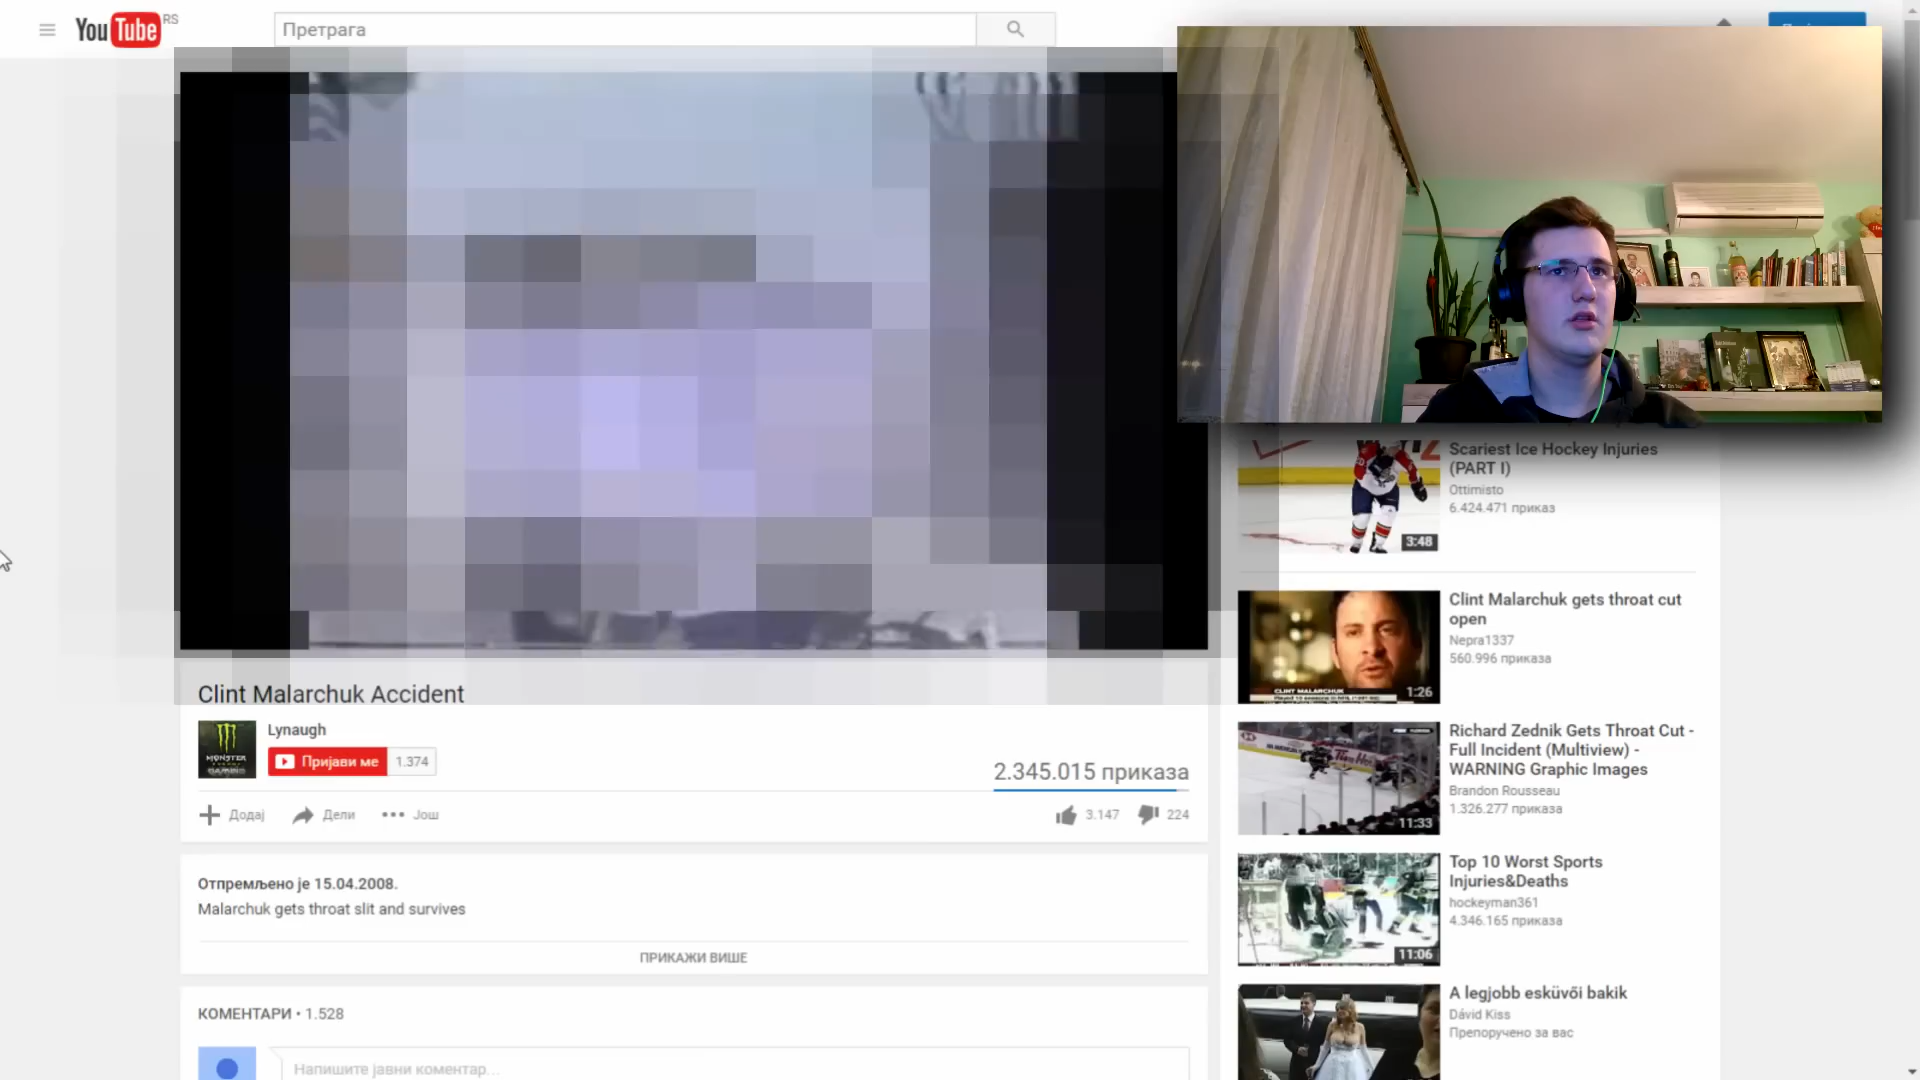 YouTube RS
Претрага
Clint Malarchuk Accident
Lynaugh
Пријави ме 1.374
2.345.015 приказа
Додај Дели Још
3.147 224
Отпремљено је 15.04.2008.
Malarchuk gets throat slit and survives
ПРИКАЖИ ВИШЕ
КОМЕНТАРИ • 1.528
Напишите јавни коментар...
Scariest Ice Hockey Injuries
(PART I)
Ottimisto
6.424.471 приказ
3:48
Clint Malarchuk gets throat cut
open
Nepra1337
560.996 приказа
CLINT MALARCHUK
1:26
Richard Zednik Gets Throat Cut -
Full Incident (Multiview) -
WARNING Graphic Images
Brandon Rousseau
1.326.277 приказа
11:33
Top 10 Worst Sports
Injuries&Deaths
hockeyman361
4.346.165 приказа
11:06
A legjobb esküvői bakik
Dávid Kiss
Препоручено за вас
MONSTER